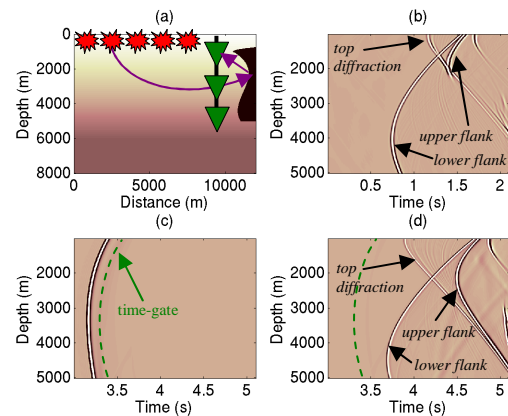 (a)
0
2000
4000
6000
8000
Depth (m)
0
5000
10000
Distance (m)
(b)
top
diffraction
upper flank
lower flank
2000
3000
4000
5000
Depth (m)
0.5
1
1.5
2
Time (s)
(c)
time-gate
2000
3000
4000
5000
Depth (m)
3.5
4
4.5
5
Time (s)
(d)
top
diffraction
upper flank
lower flank
2000
3000
4000
5000
Depth (m)
3.5
4
4.5
5
Time (s)